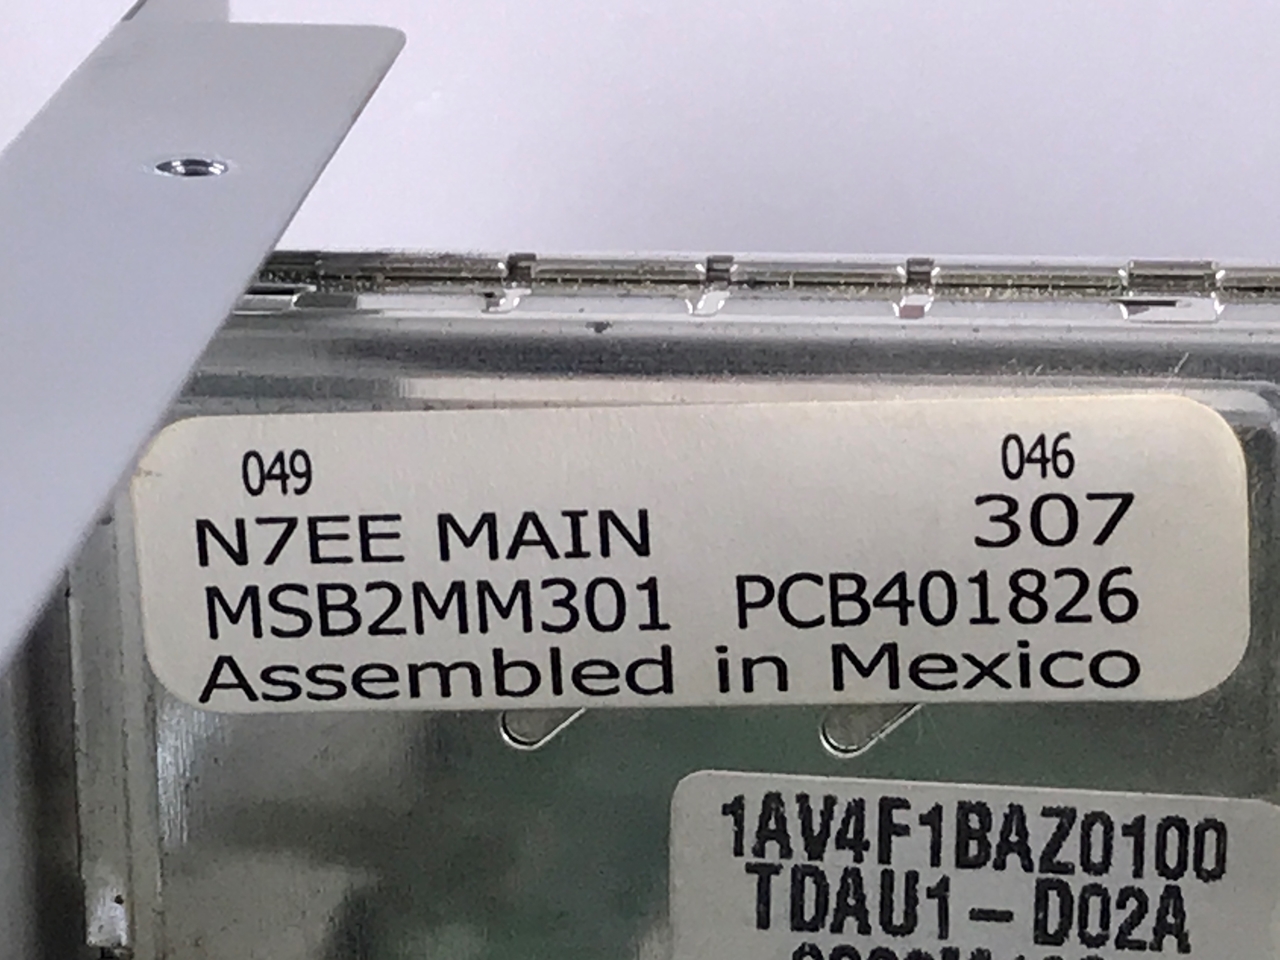 049 046
N7EE MAIN 307
MSB2MM301 PCB401826
Assembled in Mexico
1AV4F1BAZ0100
TDAU1-D02A